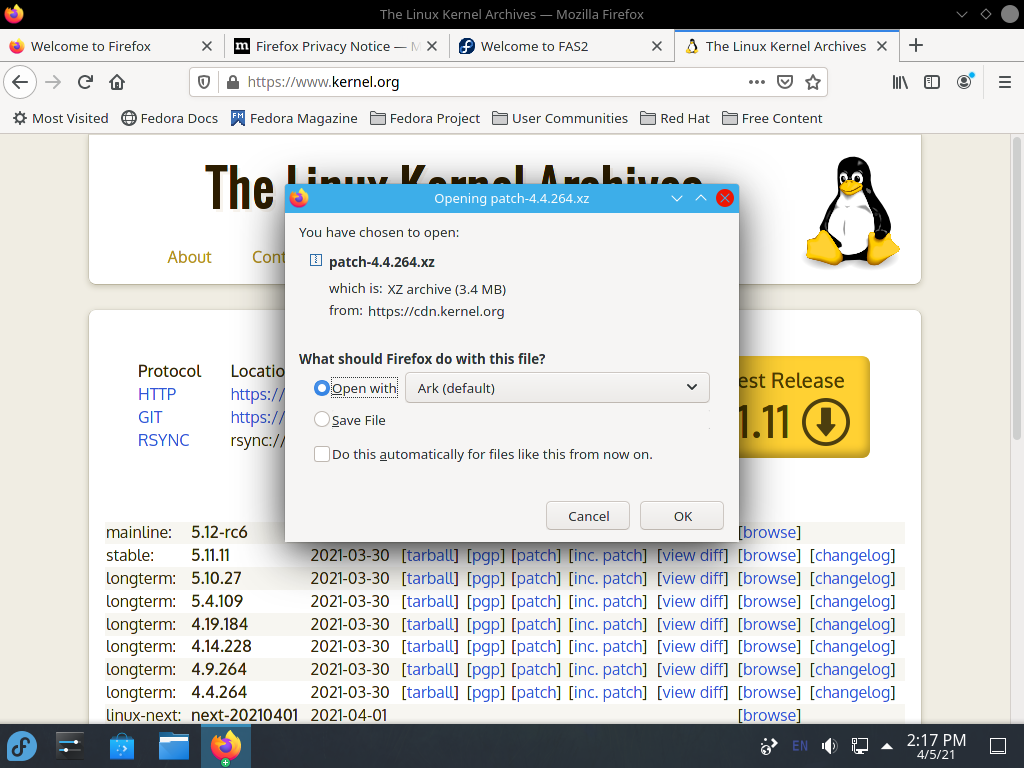 The Linux Kernel Archives — Mozilla Firefox
Welcome to Firefox
Firefox Privacy Notice —
Welcome to FAS2
The Linux Kernel Archives
https://www.kernel.org
Most Visited Fedora Docs Fedora Magazine Fedora Project User Communities Red Hat Free Content
The Linux Kernel Archives
About
Opening patch-4.4.264.xz
You have chosen to open:
patch-4.4.264.xz
which is: XZ archive (3.4 MB)
from: https://cdn.kernel.org
What should Firefox do with this file?
Open with Ark (default)
Save File
Do this automatically for files like this from now on.
Cancel OK
Protocol
HTTP https:/
GIT https:/
RSYNC rsync://
Release
1.11
mainline: 5.12-rc6 [browse]
stable: 5.11.11 2021-03-30 [tarball] [pgp] [patch] [inc. patch] [view diff] [browse] [changelog]
longterm: 5.10.27 2021-03-30 [tarball] [pgp] [patch] [inc. patch] [view diff] [browse] [changelog]
longterm: 5.4.109 2021-03-30 [tarball] [pgp] [patch] [inc. patch] [view diff] [browse] [changelog]
longterm: 4.19.184 2021-03-30 [tarball] [pgp] [patch] [inc. patch] [view diff] [browse] [changelog]
longterm: 4.14.228 2021-03-30 [tarball] [pgp] [patch] [inc. patch] [view diff] [browse] [changelog]
longterm: 4.9.264 2021-03-30 [tarball] [pgp] [patch] [inc. patch] [view diff] [browse] [changelog]
longterm: 4.4.264 2021-03-30 [tarball] [pgp] [patch] [inc. patch] [view diff] [browse] [changelog]
linux-next: next-20210401 2021-04-01 [browse]
EN
2:17 PM
4/5/21